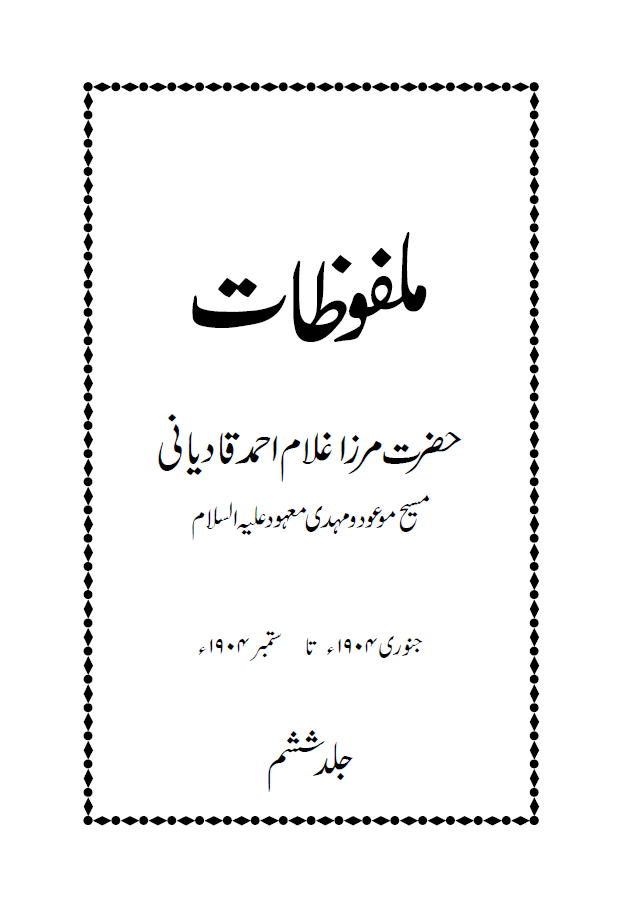 ملفوظات
حضرت مرزا غلام احمد قادیانی
مسیح موعود و مہدی معہود علیہ السلام
جنوری ۱۹۰۴ء تا ستمبر ۱۹۰۴ء
جلد ششم